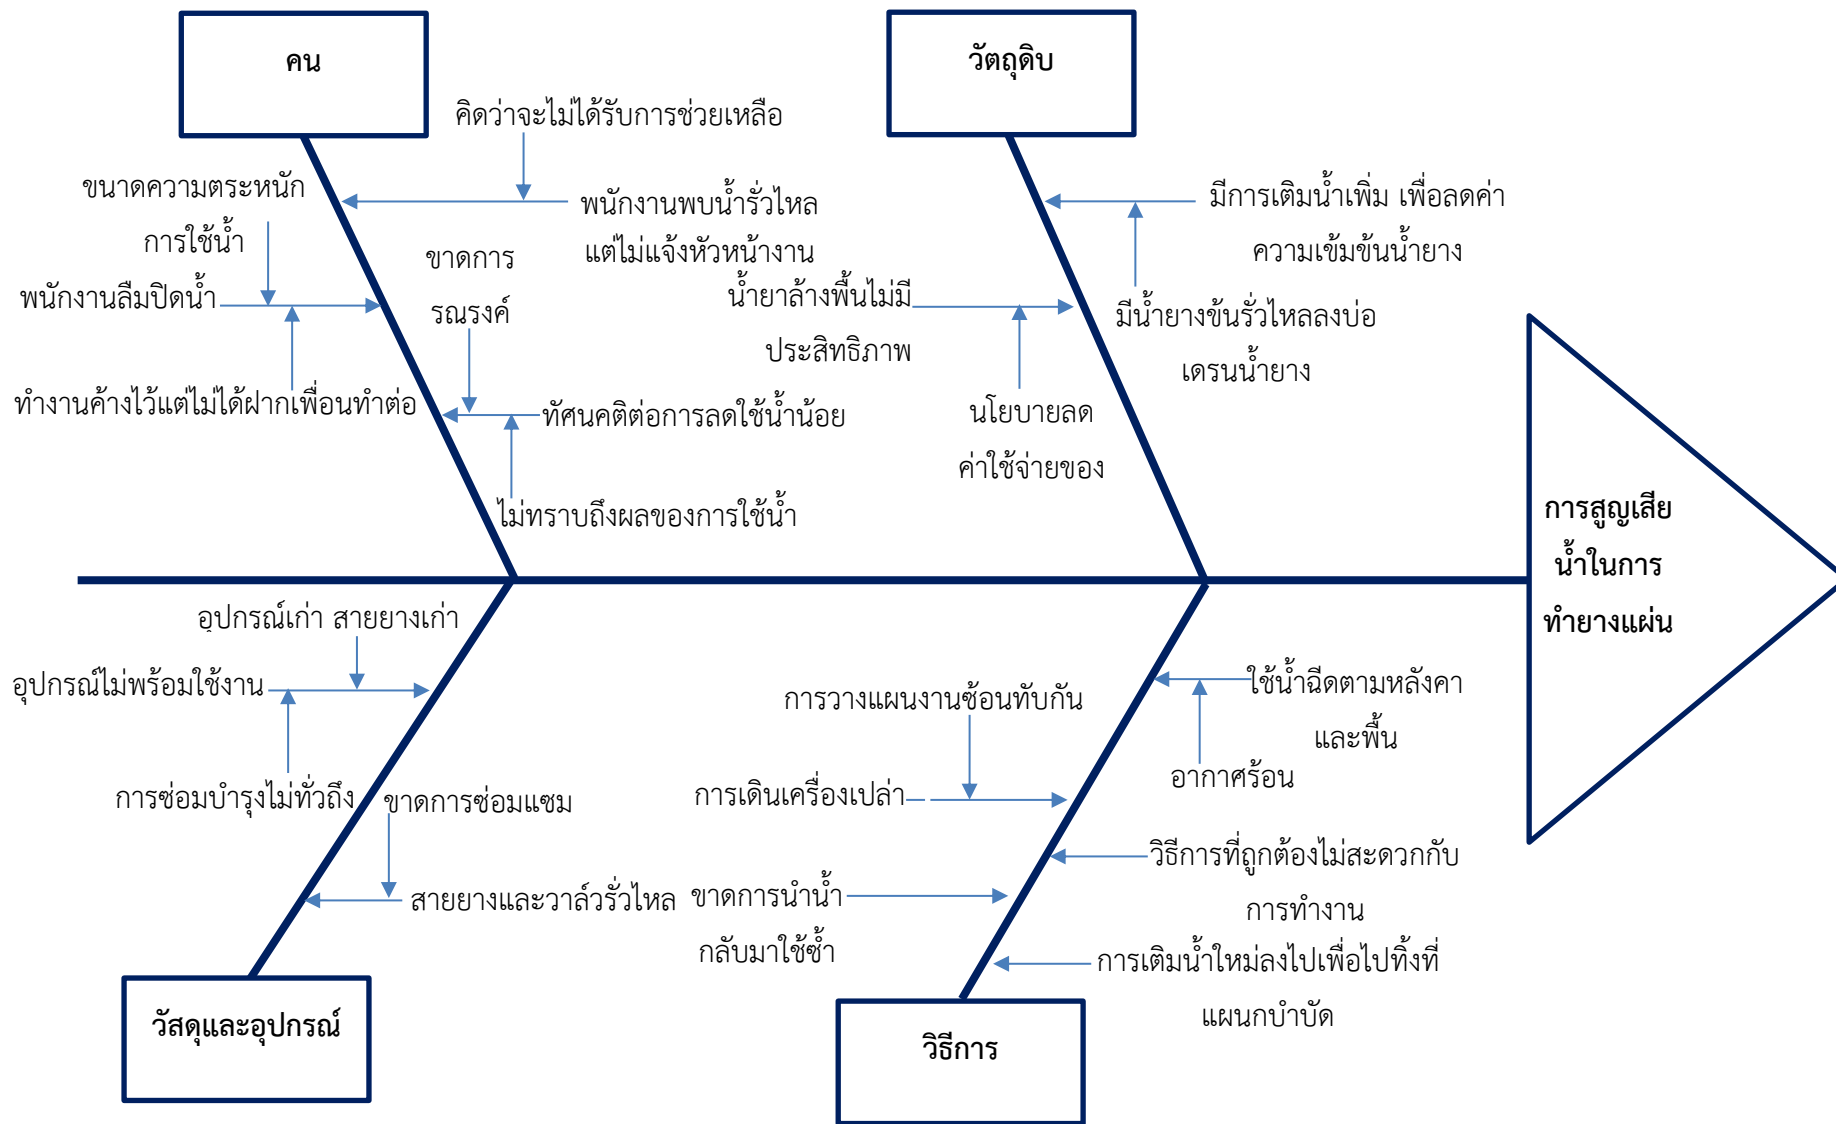 คน
วัตถุดิบ
คิดว่าจะไม่ได้รับการช่วยเหลือ
ขนาดความตระหนัก
การใช้น้ำ
พนักงานพบน้ำรั่วไหล
แต่ไม่แจ้งหัวหน้างาน
มีการเติมน้ำเพิ่ม เพื่อลดค่า
ความเข้มข้นน้ำยาง
ขาดการ
รณรงค์
พนักงานลืมปิดน้ำ
น้ำยาล้างพื้นไม่มี
ประสิทธิภาพ
มีน้ำยางข้นรั่วไหลลงบ่อ
เดรนน้ำยาง
ทำงานค้างไว้แต่ไม่ได้ฝากเพื่อนทำต่อ
ทัศนคติต่อการลดใช้น้ำน้อย
นโยบายลด
ค่าใช้จ่ายของ
ไม่ทราบถึงผลของการใช้น้ำ
การสูญเสีย
น้ำในการ
ทำยางแผ่น
อุปกรณ์เก่า สายยางเก่า
อุปกรณ์ไม่พร้อมใช้งาน
การวางแผนงานซ้อนทับกัน
ใช้น้ำฉีดตามหลังคา
และพื้น
อากาศร้อน
การซ่อมบำรุงไม่ทั่วถึง
ขาดการซ่อมแซม
การเดินเครื่องเปล่า
วิธีการที่ถูกต้องไม่สะดวกกับ
การทำงาน
สายยางและวาล์วรั่วไหล
ขาดการนำน้ำ
กลับมาใช้ซ้ำ
การเติมน้ำใหม่ลงไปเพื่อไปทิ้งที่
แผนกบำบัด
วัสดุและอุปกรณ์
วิธีการ